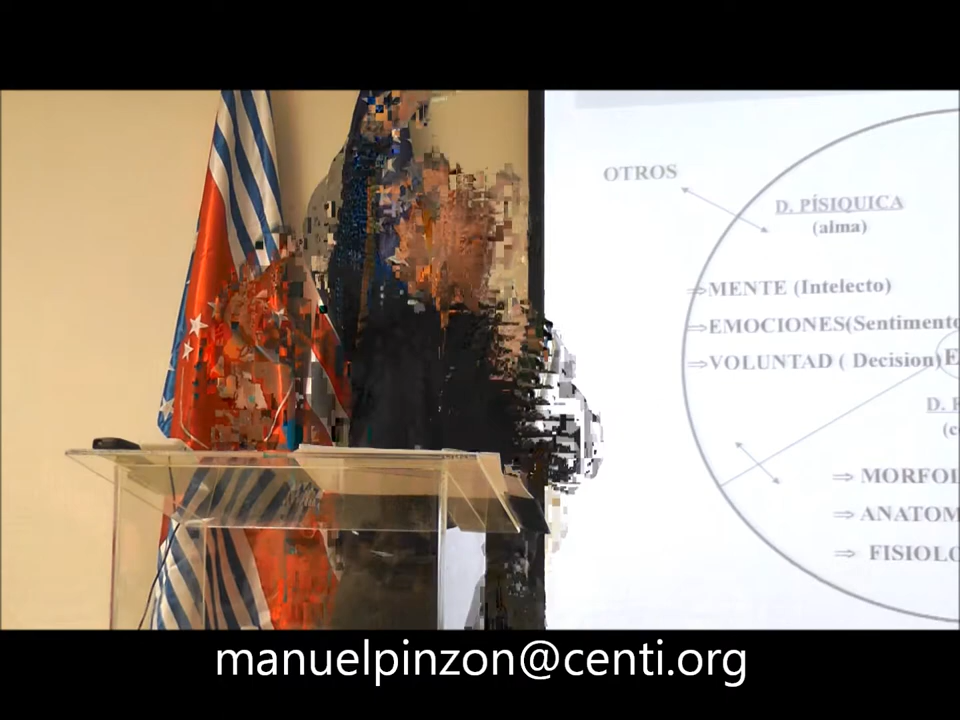 OTROS
D. PÍSIQUICA
(alma)
⇒MENTE (Intelecto)
⇒EMOCIONES(Sentimento
⇒VOLUNTAD ( Decision)
E
D.
(c
⇒ MORFOL
⇒ ANATOM
⇒ FISIOLO
manuelpinzon@centi.org